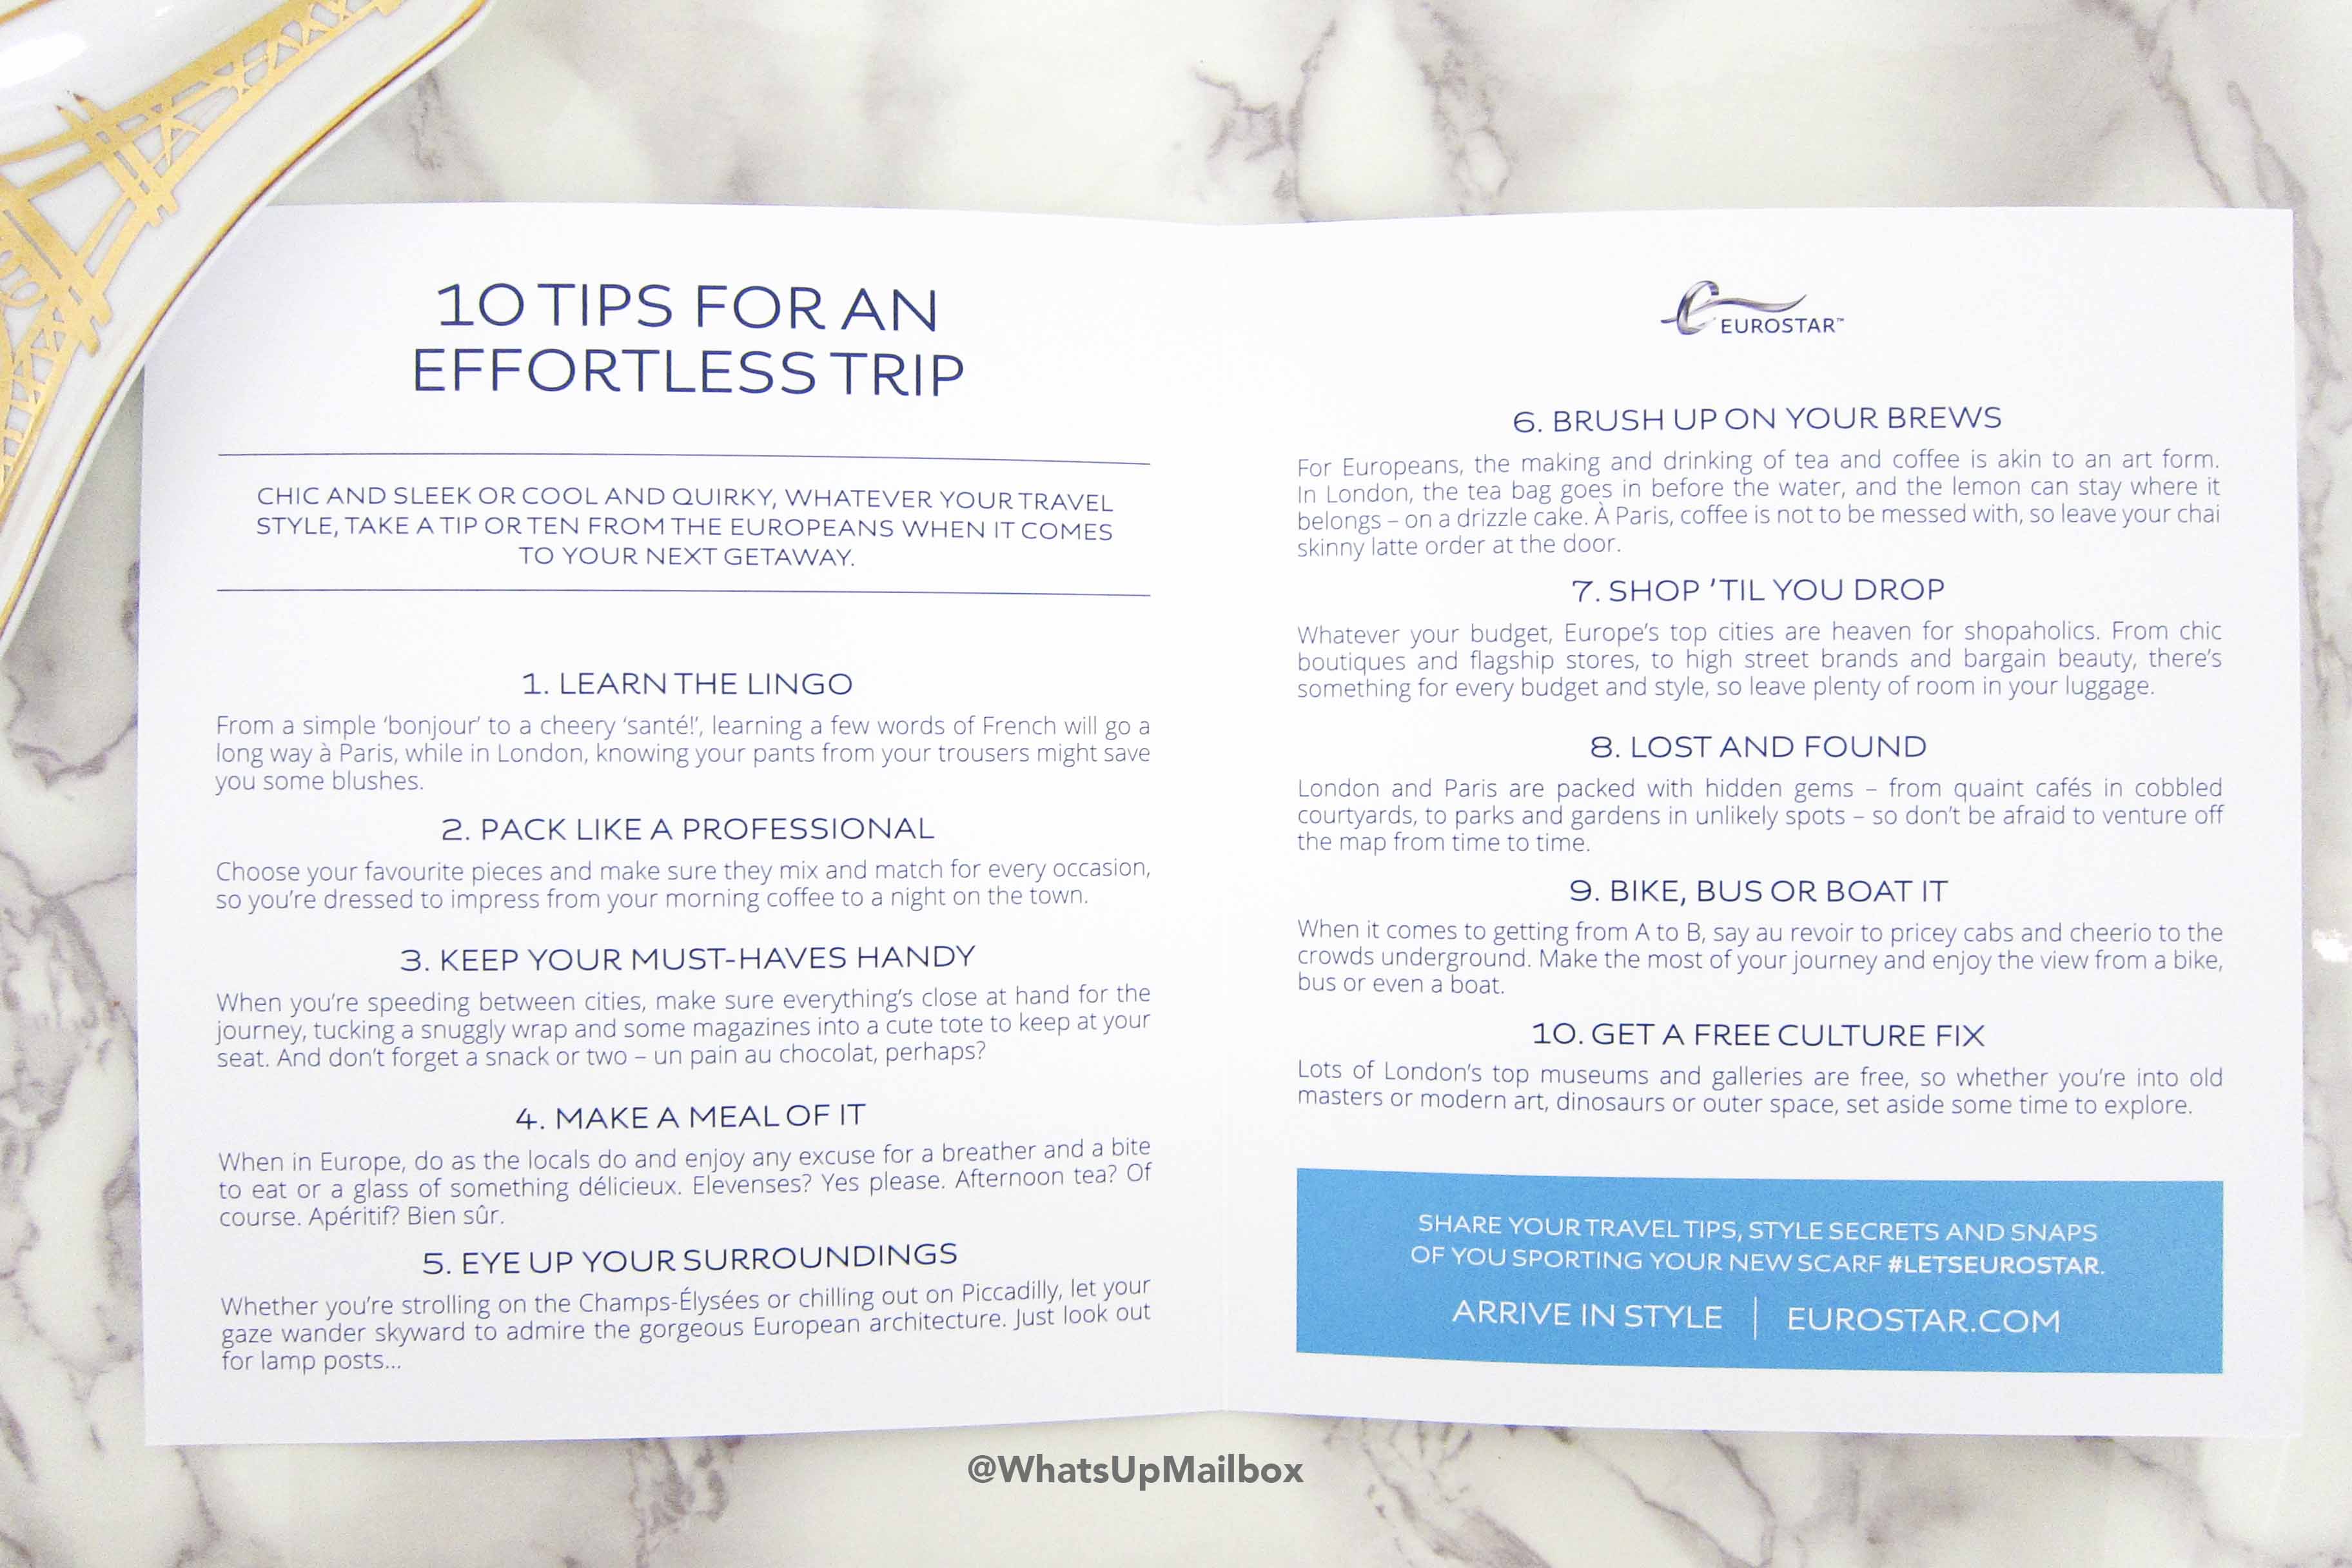 10 TIPS FOR AN
EFFORTLESS TRIP
CHIC AND SLEEK OR COOL AND QUIRKY, WHATEVER YOUR TRAVEL
STYLE, TAKE A TIP OR TEN FROM THE EUROPEANS WHEN IT COMES
TO YOUR NEXT GETAWAY.
1. LEARN THE LINGO
From a simple ‘bonjour’ to a cheery ‘santé!’, learning a few words of French will go a
long way à Paris, while in London, knowing your pants from your trousers might save
you some blushes.
2. PACK LIKE A PROFESSIONAL
Choose your favourite pieces and make sure they mix and match for every occasion,
so you’re dressed to impress from your morning coffee to a night on the town.
3. KEEP YOUR MUST-HAVES HANDY
When you’re speeding between cities, make sure everything’s close at hand for the
journey, tucking a snuggly wrap and some magazines into a cute tote to keep at your
seat. And don’t forget a snack or two – un pain au chocolat, perhaps?
4. MAKE A MEAL OF IT
When in Europe, do as the locals do and enjoy any excuse for a breather and a bite
to eat or a glass of something délicieux. Elevenses? Yes please. Afternoon tea? Of
course. Apéritif? Bien sûr.
5. EYE UP YOUR SURROUNDINGS
Whether you’re strolling on the Champs-Élysées or chilling out on Piccadilly, let your
gaze wander skyward to admire the gorgeous European architecture. Just look out
for lamp posts...
EUROSTAR™
6. BRUSH UP ON YOUR BREWS
For Europeans, the making and drinking of tea and coffee is akin to an art form.
In London, the tea bag goes in before the water, and the lemon can stay where it
belongs – on a drizzle cake. À Paris, coffee is not to be messed with, so leave your chai
skinny latte order at the door.
7. SHOP ’TIL YOU DROP
Whatever your budget, Europe’s top cities are heaven for shopaholics. From chic
boutiques and flagship stores, to high street brands and bargain beauty, there’s
something for every budget and style, so leave plenty of room in your luggage.
8. LOST AND FOUND
London and Paris are packed with hidden gems – from quaint cafés in cobbled
courtyards, to parks and gardens in unlikely spots – so don’t be afraid to venture off
the map from time to time.
9. BIKE, BUS OR BOAT IT
When it comes to getting from A to B, say au revoir to pricey cabs and cheerio to the
crowds underground. Make the most of your journey and enjoy the view from a bike,
bus or even a boat.
10. GET A FREE CULTURE FIX
Lots of London’s top museums and galleries are free, so whether you’re into old
masters or modern art, dinosaurs or outer space, set aside some time to explore.
SHARE YOUR TRAVEL TIPS, STYLE SECRETS AND SNAPS
OF YOU SPORTING YOUR NEW SCARF #LETSEUROSTAR.
ARRIVE IN STYLE | EUROSTAR.COM
@WhatsUpMailbox